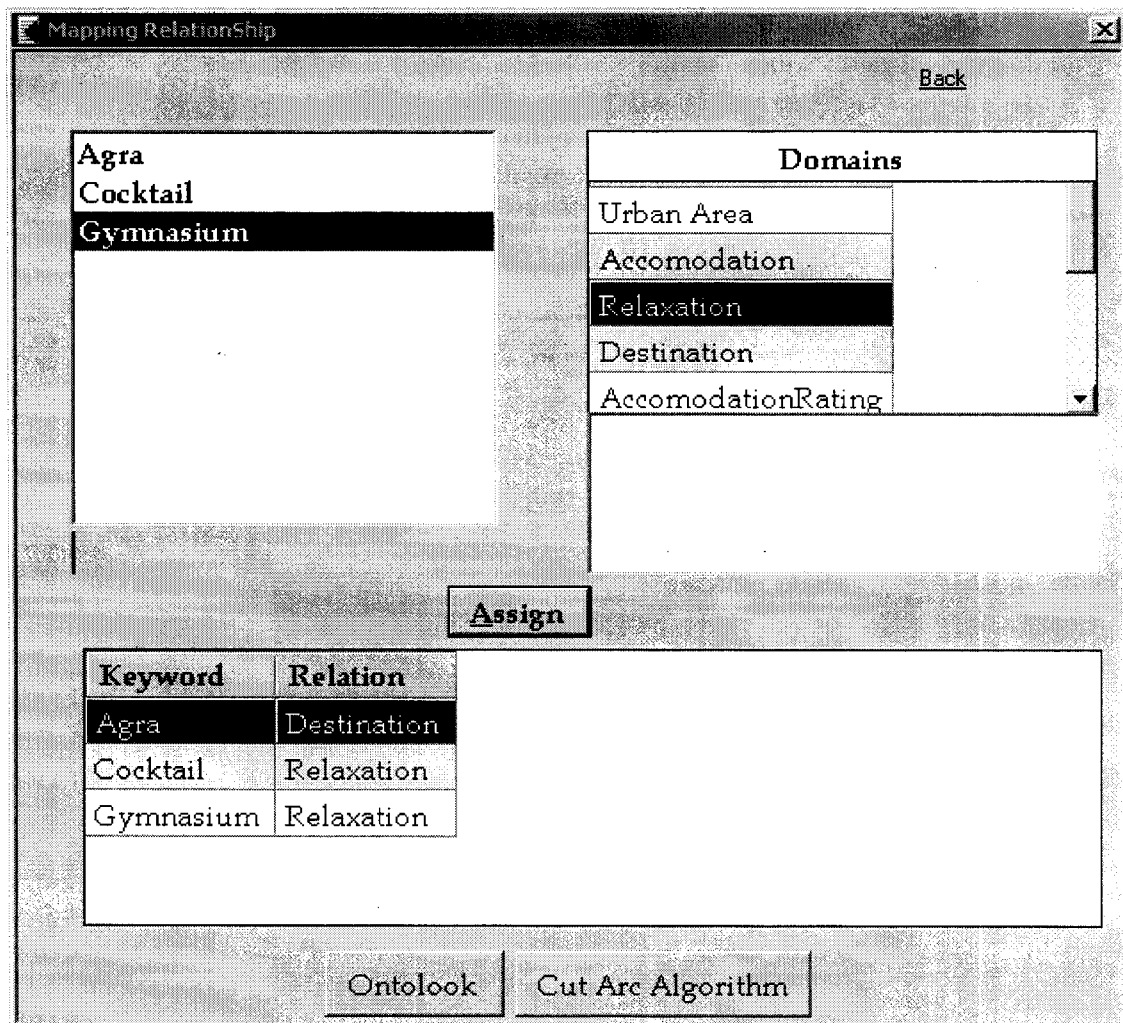 Mapping RelationShip
Back
Agra
Cocktail
Gymnasium
Domains
Urban Area
Accomodation
Relaxation
Destination
AccomodationRating
Assign
Keyword Relation
Agra Destination
Cocktail Relaxation
Gymnasium Relaxation
Ontolook Cut Arc Algorithm